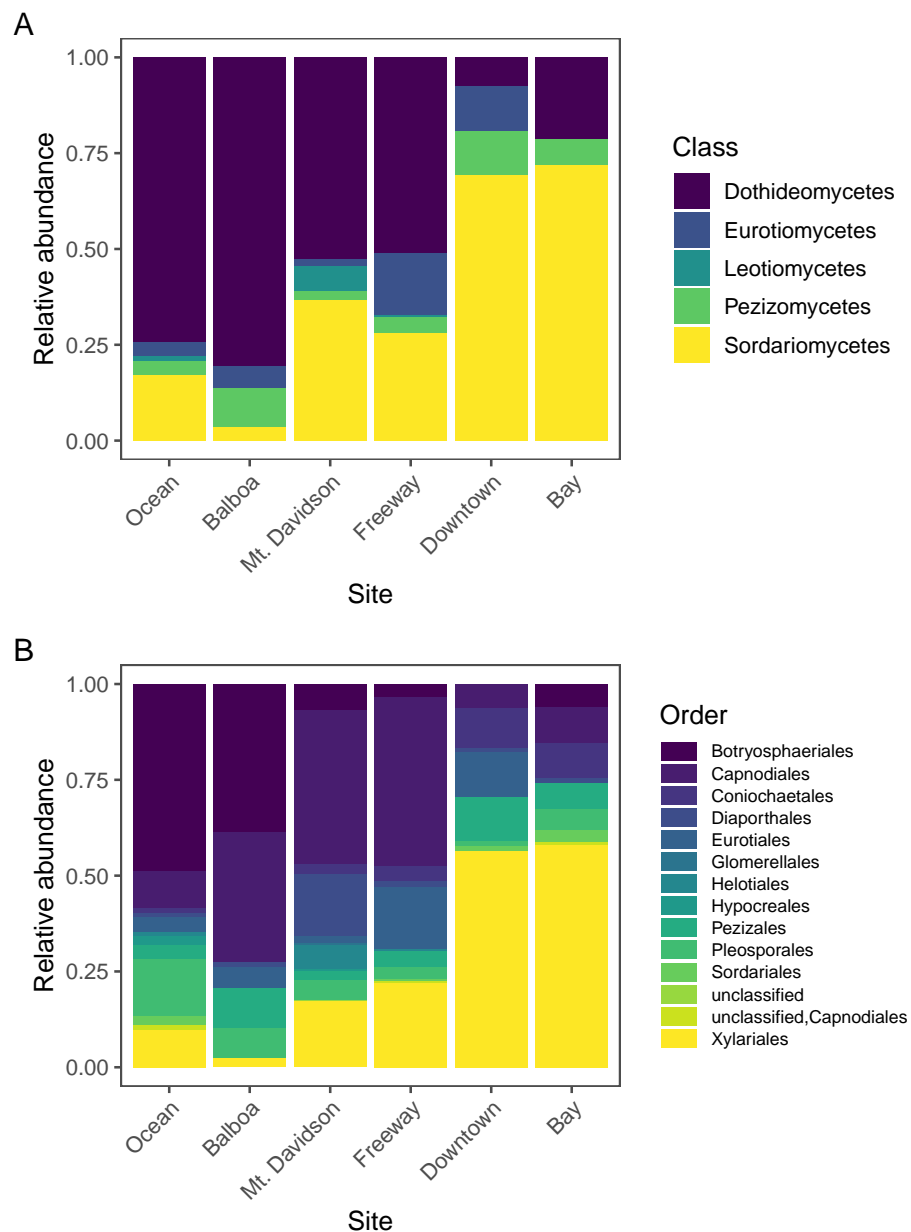 A
Relative abundance
1.00
0.75
0.50
0.25
0.00
Ocean
Balboa
Mt. Davidson
Freeway
Downtown
Bay
Site
Class
Dothideomycetes
Eurotiomycetes
Leotiomycetes
Pezizomycetes
Sordariomycetes
B
Relative abundance
1.00
0.75
0.50
0.25
0.00
Ocean
Balboa
Mt. Davidson
Freeway
Downtown
Bay
Site
Order
Botryosphaeriales
Capnodiales
Coniochaetales
Diaporthales
Eurotiales
Glomerellales
Helotiales
Hypocreales
Pezizales
Pleosporales
Sordariales
unclassified
unclassified,Capnodiales
Xylariales